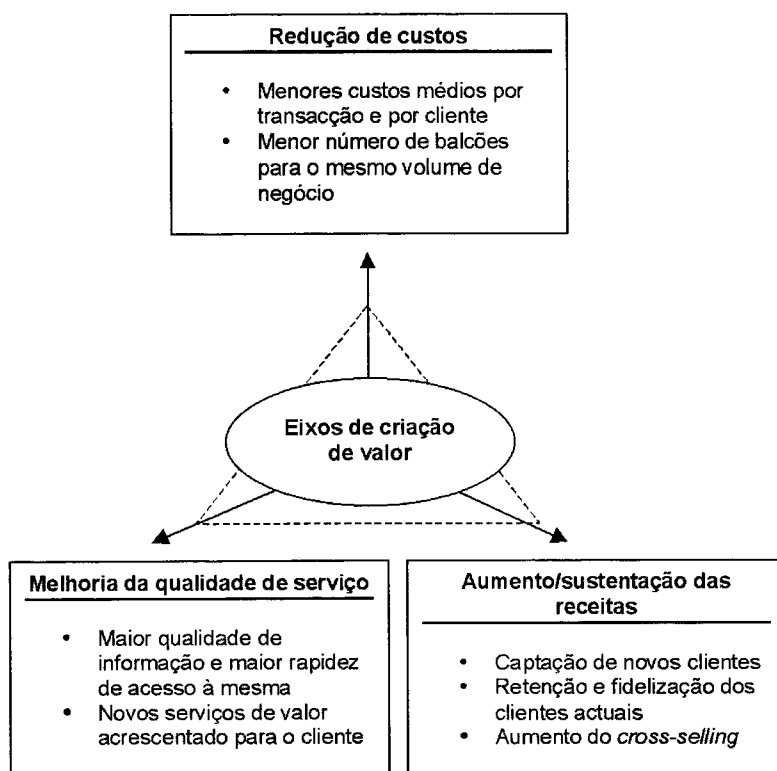 Redução de custos
• Menores custos médios por
transacção e por cliente
• Menor número de balcões
para o mesmo volume de
negócio
Eixos de criação
de valor
Melhoria da qualidade de serviço
• Maior qualidade de
informação e maior rapidez
de acesso à mesma
• Novos serviços de valor
acrescentado para o cliente
Aumento/sustentação das
receitas
• Captação de novos clientes
• Retenção e fidelização dos
clientes actuais
• Aumento do cross-selling